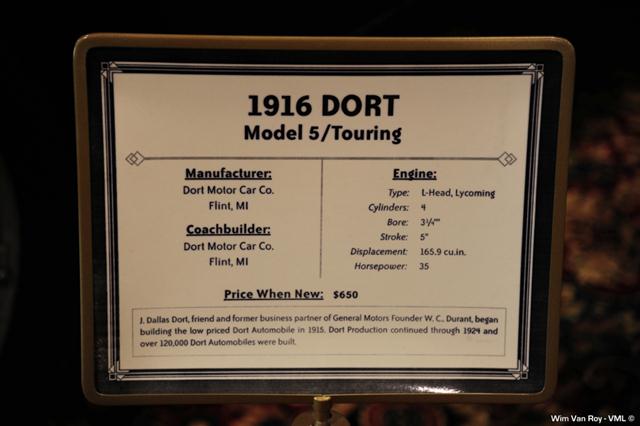 1916 DORT
Model 5/Touring
Manufacturer:
Dort Motor Car Co.
Flint, MI
Coachbuilder:
Dort Motor Car Co.
Flint, MI
Engine:
Type: L-Head, Lycoming
Cylinders: 4
Bore: 3¼""
Stroke: 5"
Displacement: 165.9 cu.in.
Horsepower: 35
Price When New: $650
J. Dallas Dort, friend and former business partner of General Motors Founder W. C. Durant, began
building the low priced Dort Automobile in 1915. Dort Production continued through 1924 and
over 120,000 Dort Automobiles were built.
Wim Van Roy - VML ©